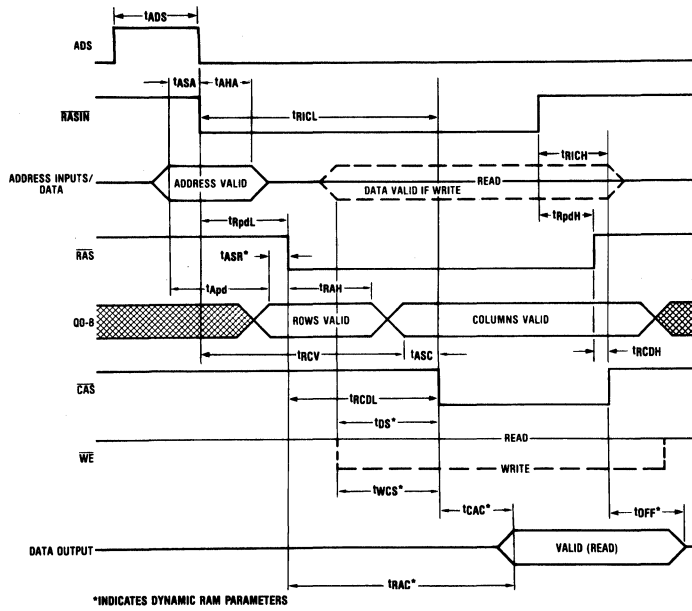 tADS
ADS
tASA
tAHA
RASIN
tRICL
tRICH
ADDRESS INPUTS/
DATA
ADDRESS VALID
READ
DATA VALID IF WRITE
tRpdL
tRpdH
RAS
tASR*
tApd
tRAH
Q0-8
ROWS VALID
COLUMNS VALID
tRCV
tASC
tRCDH
CAS
tRCDL
tDS*
READ
WE
WRITE
tWCS*
tCAC*
tOFF*
DATA OUTPUT
VALID (READ)
tRAC*
*INDICATES DYNAMIC RAM PARAMETERS